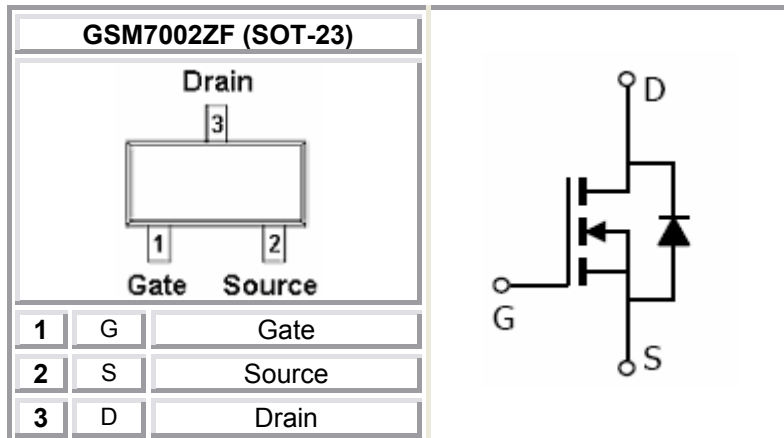 GSM7002ZF (SOT-23)
Drain
3
1
2
Gate Source
1 G Gate
2 S Source
3 D Drain
D
G
S